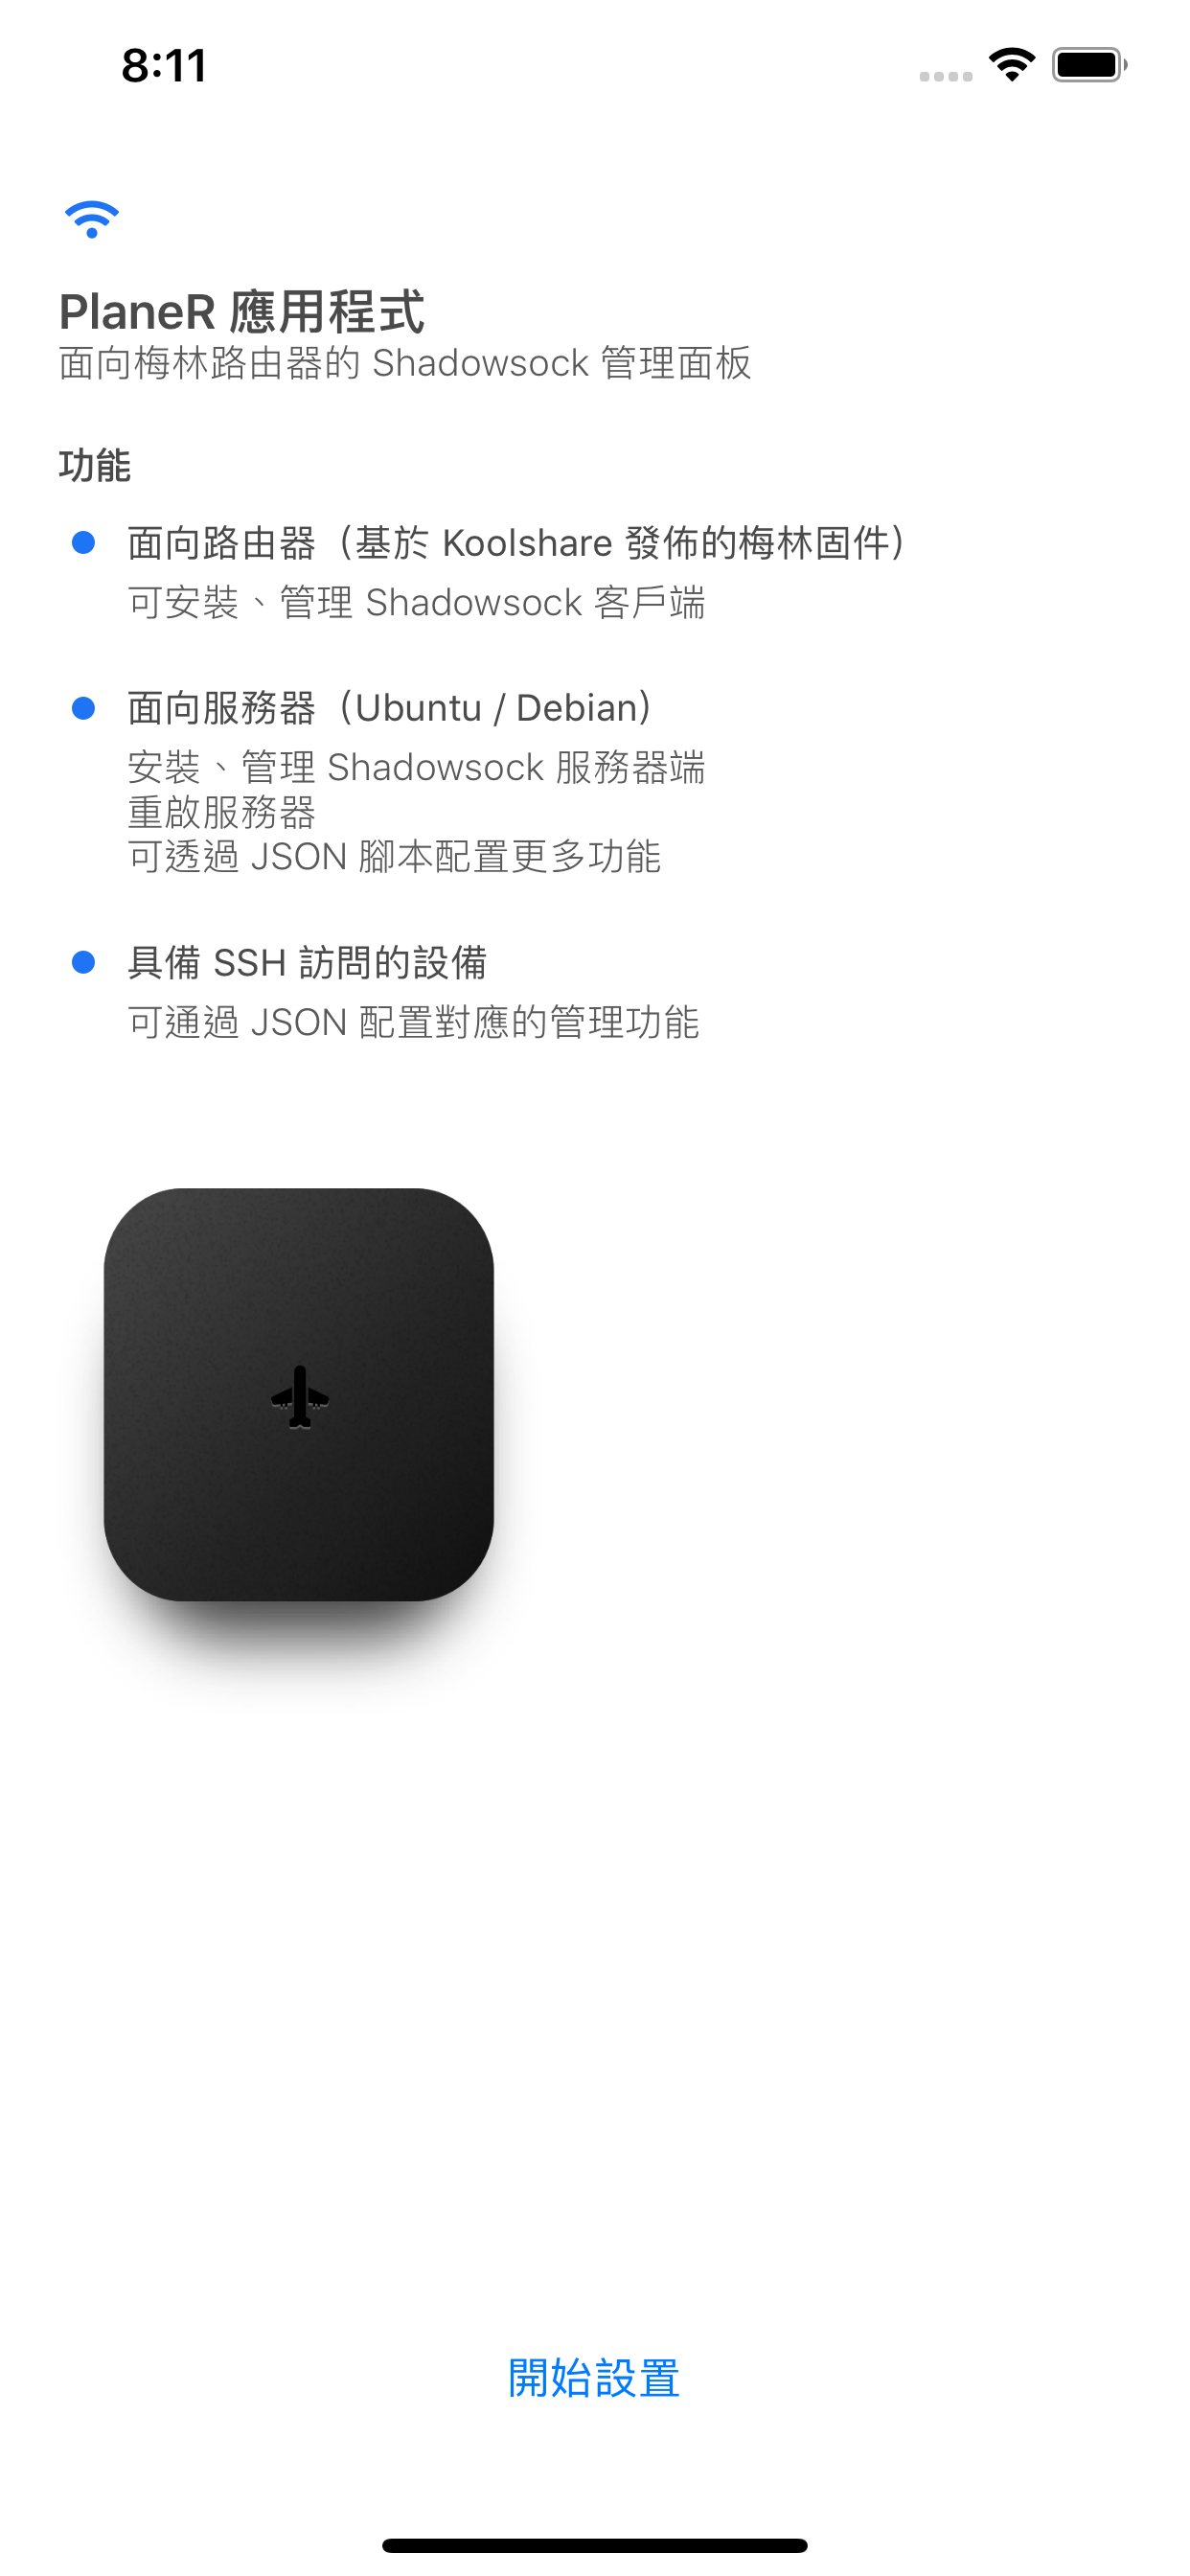 8:11
PlaneR 應用程式
面向梅林路由器的 Shadowsock 管理面板
功能
面向路由器（基於 Koolshare 發佈的梅林固件）
可安裝、管理 Shadowsock 客戶端
面向服務器（Ubuntu / Debian）
安裝、管理 Shadowsock 服務器端
重啟服務器
可透過 JSON 腳本配置更多功能
具備 SSH 訪問的設備
可通過 JSON 配置對應的管理功能
開始設置